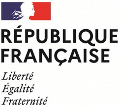 RÉPUBLIQUE
FRANÇAISE
Liberté
Égalité
Fraternité